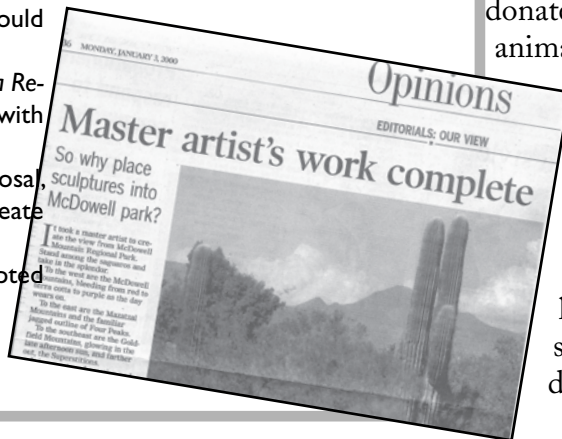 ould
n Re-
with
osal,
eate
oted
MONDAY, JANUARY 3, 2000
Opinions
EDITORIALS: OUR VIEW
Master artist's work complete
So why place
sculptures into
McDowell park?
It took a master artist to cre-
ate the view from McDowell
Mountain Regional Park.
Stand among the saguaros and
take in the splendor.
To the west are the McDowell
Mountains, bleeding from red to
terra cotta to purple as the day
wears on.
To the east are the Mazatzal
Mountains and the familiar
jagged outline of Four Peaks.
To the southeast are the Gold-
field Mountains, glowing in the
late afternoon sun, and farther
out, the Superstitions.
donate
anima
s
d